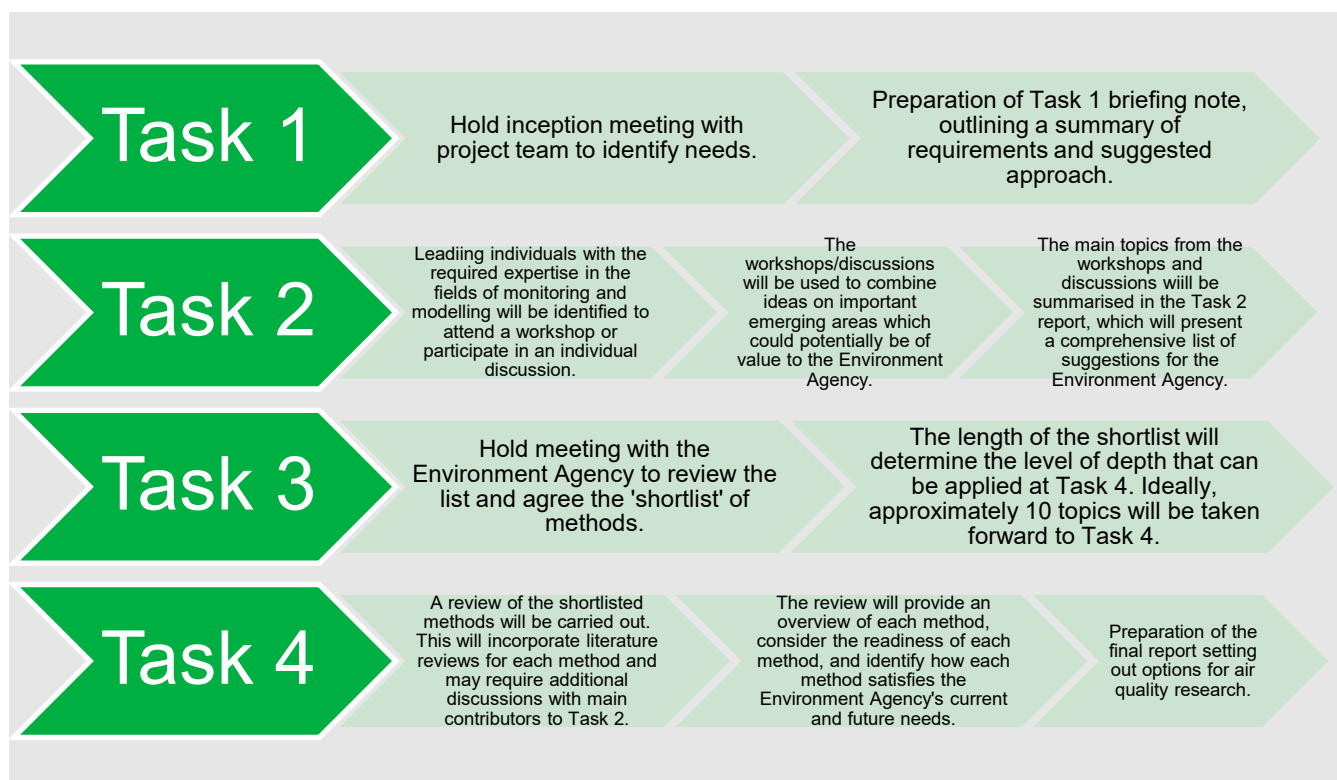 Task 1
Hold inception meeting with
project team to identify needs.
Preparation of Task 1 briefing note,
outlining a summary of
requirements and suggested
approach.
Task 2
Leadiing individuals with the
required expertise in the
fields of monitoring and
modelling will be identified to
attend a workshop or
participate in an individual
discussion.
The
workshops/discussions
will be used to combine
ideas on important
emerging areas which
could potentially be of
value to the Environment
Agency.
The main topics from the
workshops and
discussions wiill be
summarised in the Task 2
report, which will present
a comprehensive list of
suggestions for the
Environment Agency.
Task 3
Hold meeting with the
Environment Agency to review the
list and agree the 'shortlist' of
methods.
The length of the shortlist will
determine the level of depth that can
be applied at Task 4. Ideally,
approximately 10 topics will be taken
forward to Task 4.
Task 4
A review of the shortlisted
methods will be carried out.
This will incorporate literature
reviews for each method and
may require additional
discussions with main
contributors to Task 2.
The review will provide an
overview of each method,
consider the readiness of each
method, and identify how each
method satisfies the
Environment Agency's current
and future needs.
Preparation of the
final report setting
out options for air
quality research.